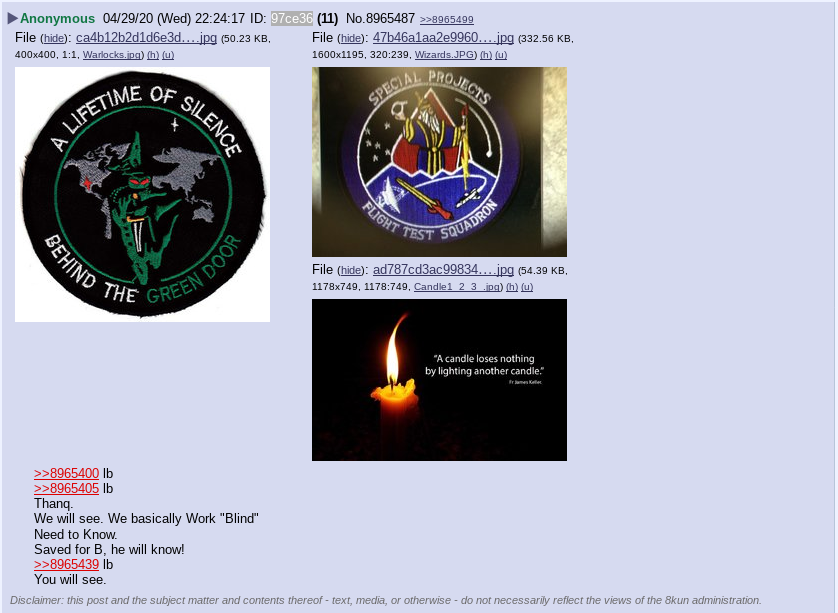 ▶Anonymous 04/29/20 (Wed) 22:24:17 ID: 97ce36 (11) No.8965487 >>8965499
File (hide): ca4b12b2d1d6e3d….jpg (50.23 KB,
400x400, 1:1, Warlocks.jpg) (h) (u)
A LIFETIME OF SILENCE
BEHIND THE GREEN DOOR
File (hide): 47b46a1aa2e9960….jpg (332.56 KB,
1600x1195, 320:239, Wizards.JPG) (h) (u)
SPECIAL PROJECTS
FLIGHT TEST SQUADRON
File (hide): ad787cd3ac99834….jpg (54.39 KB,
1178x749, 1178:749, Candle1_2_3_.jpg) (h) (u)
"A candle loses nothing
by lighting another candle."
Fr James Keller.
>>8965400 lb
>>8965405 lb
Thanq.
We will see. We basically Work "Blind"
Need to Know.
Saved for B, he will know!
>>8965439 lb
You will see.
Disclaimer: this post and the subject matter and contents thereof - text, media, or otherwise - do not necessarily reflect the views of the 8kun administration.